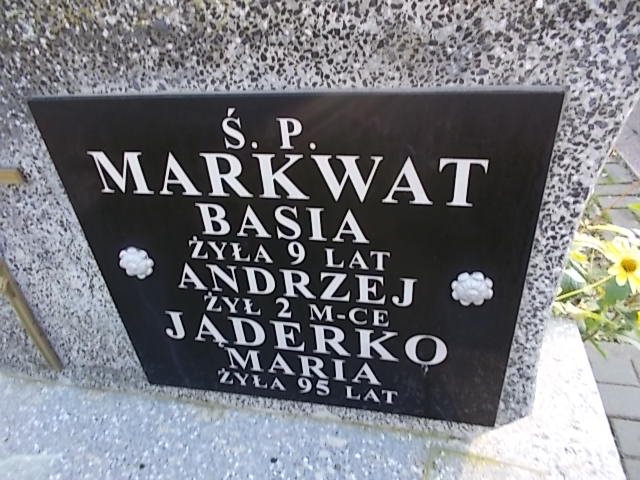 Ś. P.
MARKWAT
BASIA
ŻYŁA 9 LAT
ANDRZEJ
ŻYŁ 2 M-CE
JĄDERKO
MARIA
ŻYŁA 95 LAT